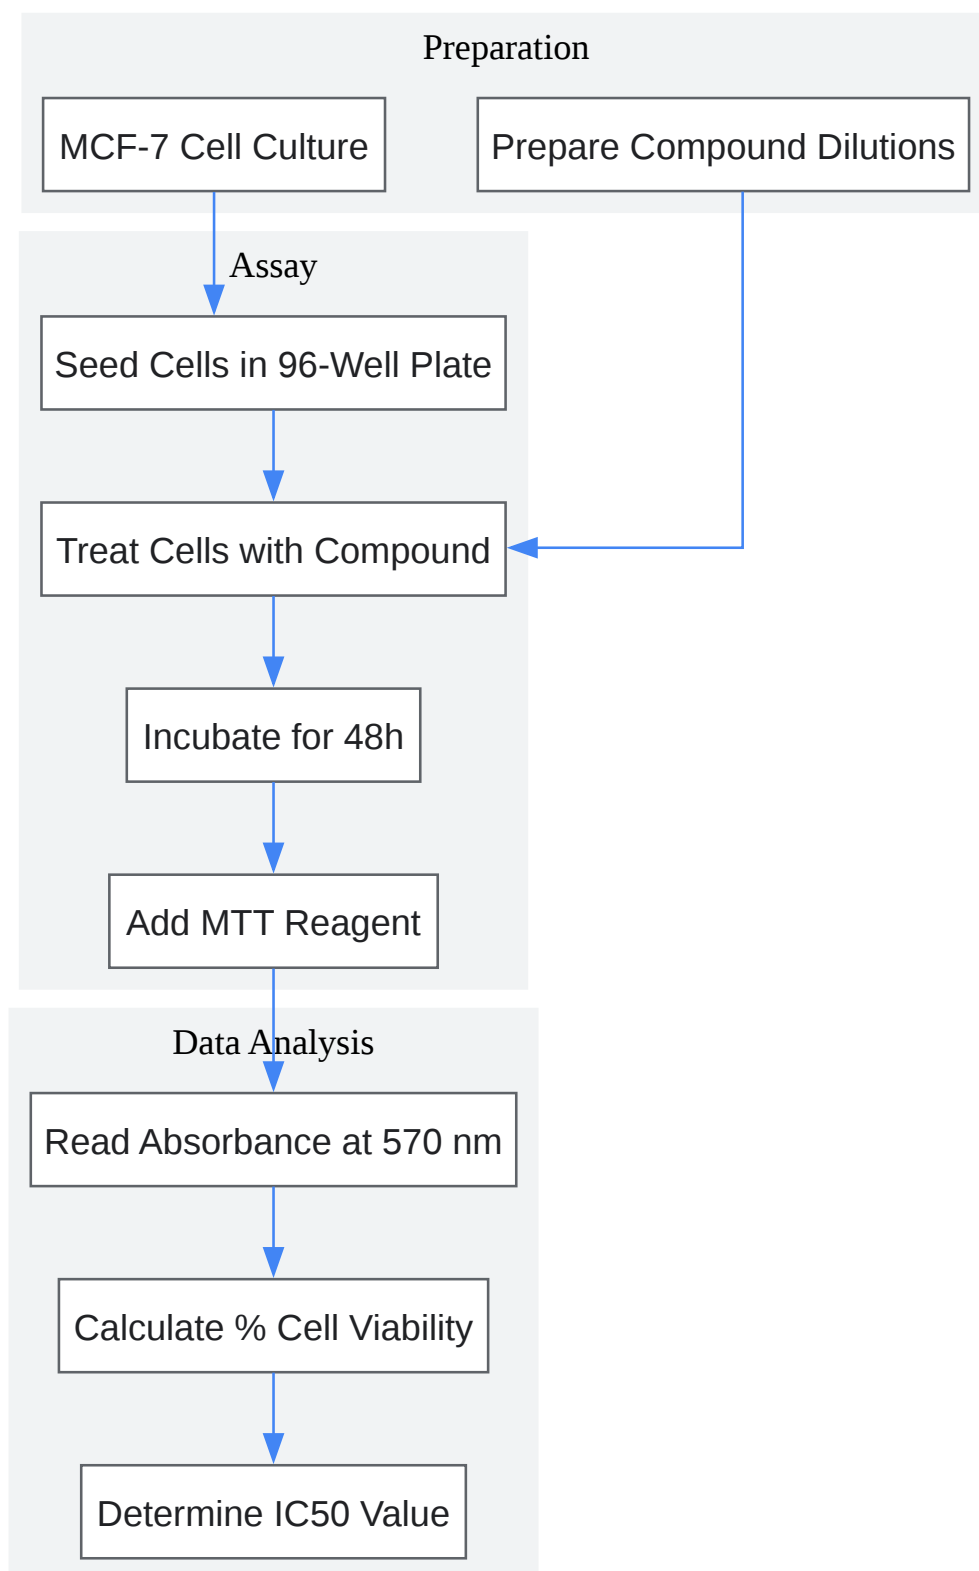 Preparation
MCF-7 Cell Culture
Prepare Compound Dilutions
Assay
Seed Cells in 96-Well Plate
Treat Cells with Compound
Incubate for 48h
Add MTT Reagent
Data Analysis
Read Absorbance at 570 nm
Calculate % Cell Viability
Determine IC50 Value